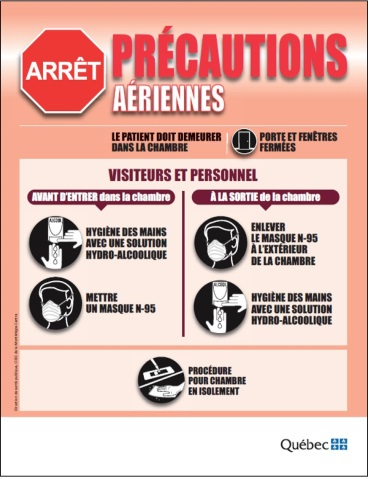 ARRÊT
PRÉCAUTIONS
AÉRIENNES
LE PATIENT DOIT DEMEURER
DANS LA CHAMBRE
PORTE ET FENÊTRES
FERMÉES
VISITEURS ET PERSONNEL
AVANT D'ENTRER dans la chambre
ALCOOL
HYGIÈNE DES MAINS
AVEC UNE SOLUTION
HYDRO-ALCOOLIQUE
METTRE
UN MASQUE N-95
À LA SORTIE de la chambre
ENLEVER
LE MASQUE N-95
À L'EXTÉRIEUR
DE LA CHAMBRE
ALCOOL
HYGIÈNE DES MAINS
AVEC UNE SOLUTION
HYDRO-ALCOOLIQUE
PROCÉDURE
POUR CHAMBRE
EN ISOLEMENT
Québec